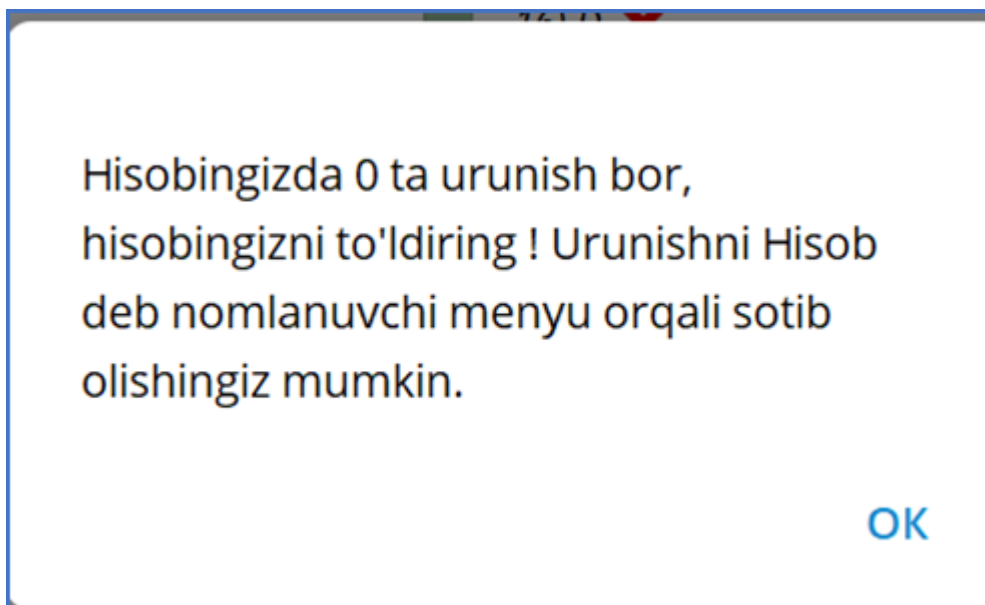 Hisobingizda 0 ta urunish bor,
hisobingizni to'ldiring ! Urunishni Hisob
deb nomlanuvchi menyu orqali sotib
olishingiz mumkin.
OK